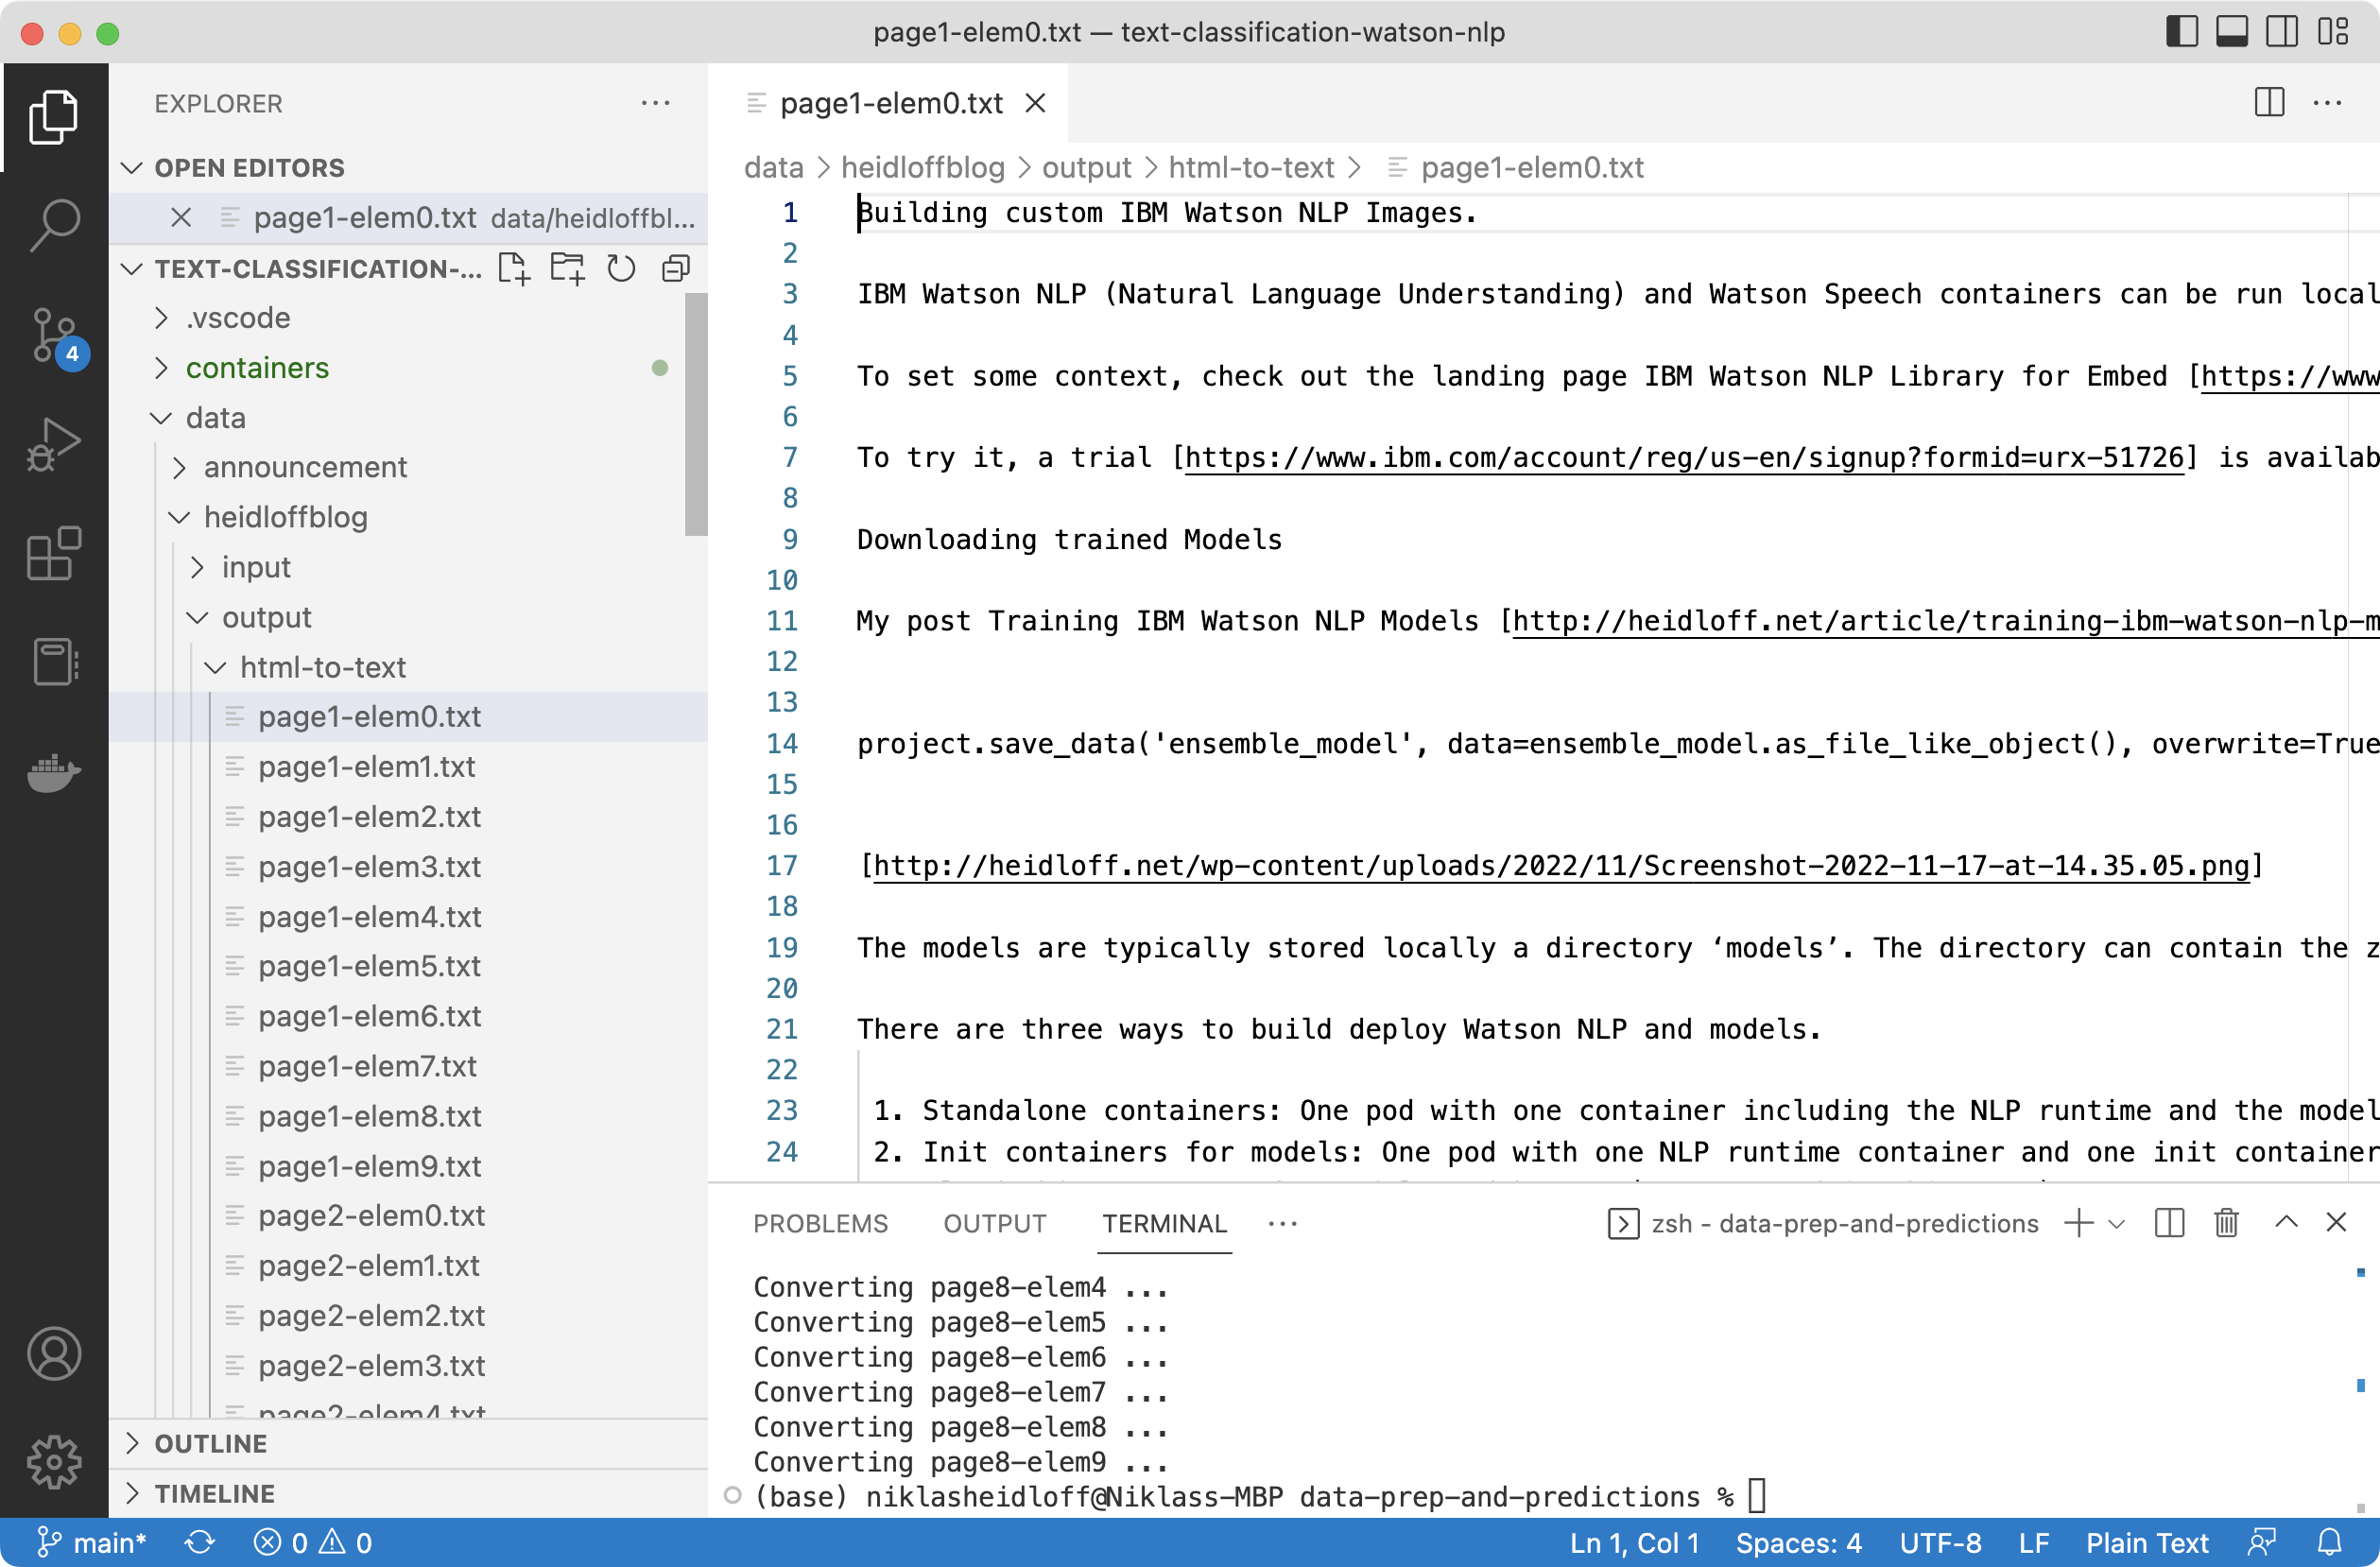 page1-elem0.txt — text-classification-watson-nlp
EXPLORER
OPEN EDITORS
page1-elem0.txt data/heidloffbl...
TEXT-CLASSIFICATION-...
.vscode
containers
data
announcement
heidloffblog
input
output
html-to-text
page1-elem0.txt
page1-elem1.txt
page1-elem2.txt
page1-elem3.txt
page1-elem4.txt
page1-elem5.txt
page1-elem6.txt
page1-elem7.txt
page1-elem8.txt
page1-elem9.txt
page2-elem0.txt
page2-elem1.txt
page2-elem2.txt
page2-elem3.txt
page2-elem4.txt
OUTLINE
TIMELINE
4
page1-elem0.txt
data > heidloffblog > output > html-to-text > page1-elem0.txt
1 Building custom IBM Watson NLP Images.
2
3 IBM Watson NLP (Natural Language Understanding) and Watson Speech containers can be run local
4
5 To set some context, check out the landing page IBM Watson NLP Library for Embed [https://www
6
7 To try it, a trial [https://www.ibm.com/account/reg/us-en/signup?formid=urx-51726] is availab
8
9 Downloading trained Models
10
11 My post Training IBM Watson NLP Models [http://heidloff.net/article/training-ibm-watson-nlp-m
12
13
14 project.save_data('ensemble_model', data=ensemble_model.as_file_like_object(), overwrite=True
15
16
17 [http://heidloff.net/wp-content/uploads/2022/11/Screenshot-2022-11-17-at-14.35.05.png]
18
19 The models are typically stored locally a directory ‘models’. The directory can contain the z
20
21 There are three ways to build deploy Watson NLP and models.
22
23 1. Standalone containers: One pod with one container including the NLP runtime and the model
24 2. Init containers for models: One pod with one NLP runtime container and one init container
PROBLEMS OUTPUT TERMINAL ... zsh - data-prep-and-predictions
Converting page8-elem4 ...
Converting page8-elem5 ...
Converting page8-elem6 ...
Converting page8-elem7 ...
Converting page8-elem8 ...
Converting page8-elem9 ...
(base) niklasheidloff@Niklass-MBP data-prep-and-predictions %
main* 0 0 Ln 1, Col 1 Spaces: 4 UTF-8 LF Plain Text